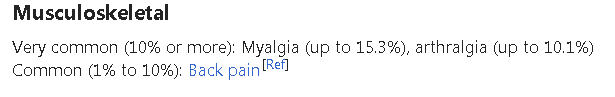 Musculoskeletal
Very common (10% or more): Myalgia (up to 15.3%), arthralgia (up to 10.1%)
Common (1% to 10%): Back pain[Ref]